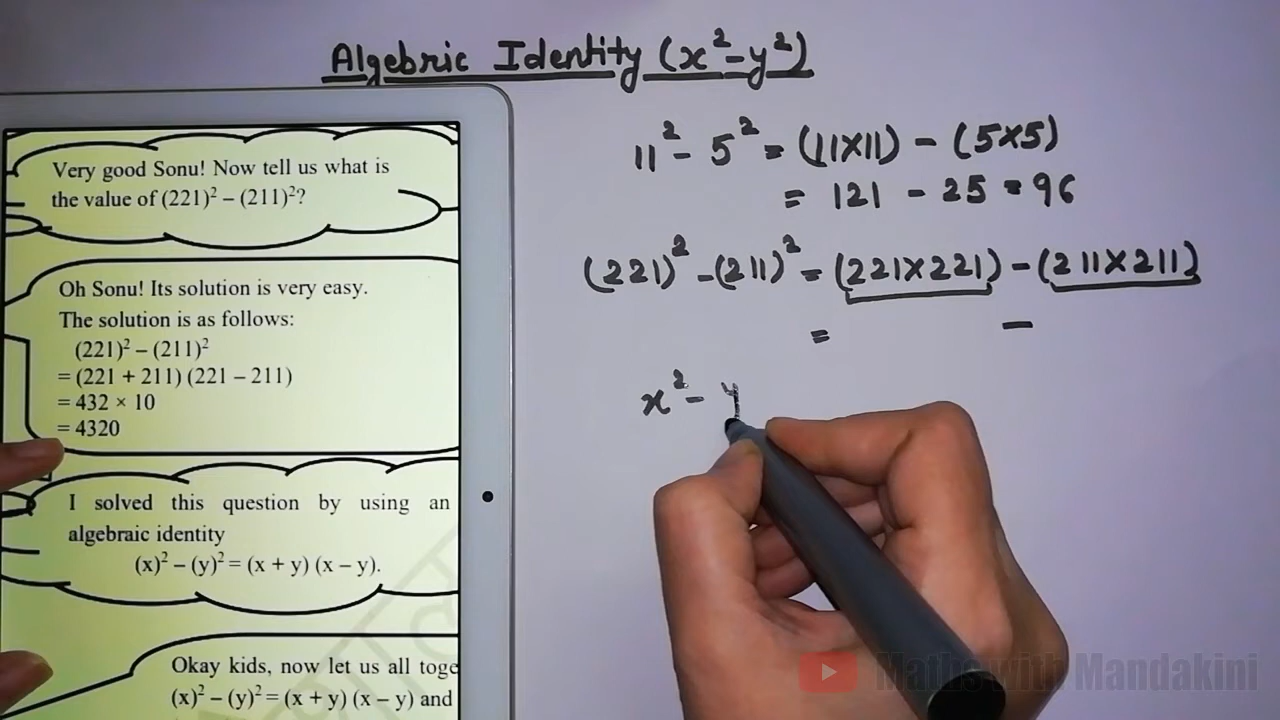 Algebric Identity (x²-y²)
Very good Sonu! Now tell us what is
the value of (221)² – (211)²?
Oh Sonu! Its solution is very easy.
The solution is as follows:
(221)² – (211)²
= (221 + 211) (221 – 211)
= 432 × 10
= 4320
I solved this question by using an
algebraic identity
(x)² – (y)² = (x + y) (x – y).
Okay kids, now let us all toge
(x)² – (y)² = (x + y) (x – y) and
11² - 5² = (11×11) - (5×5)
= 121 - 25 = 96
(221)² - (211)² = (221×221) - (211×211)
= -
x² - y
Maths with Mandakini